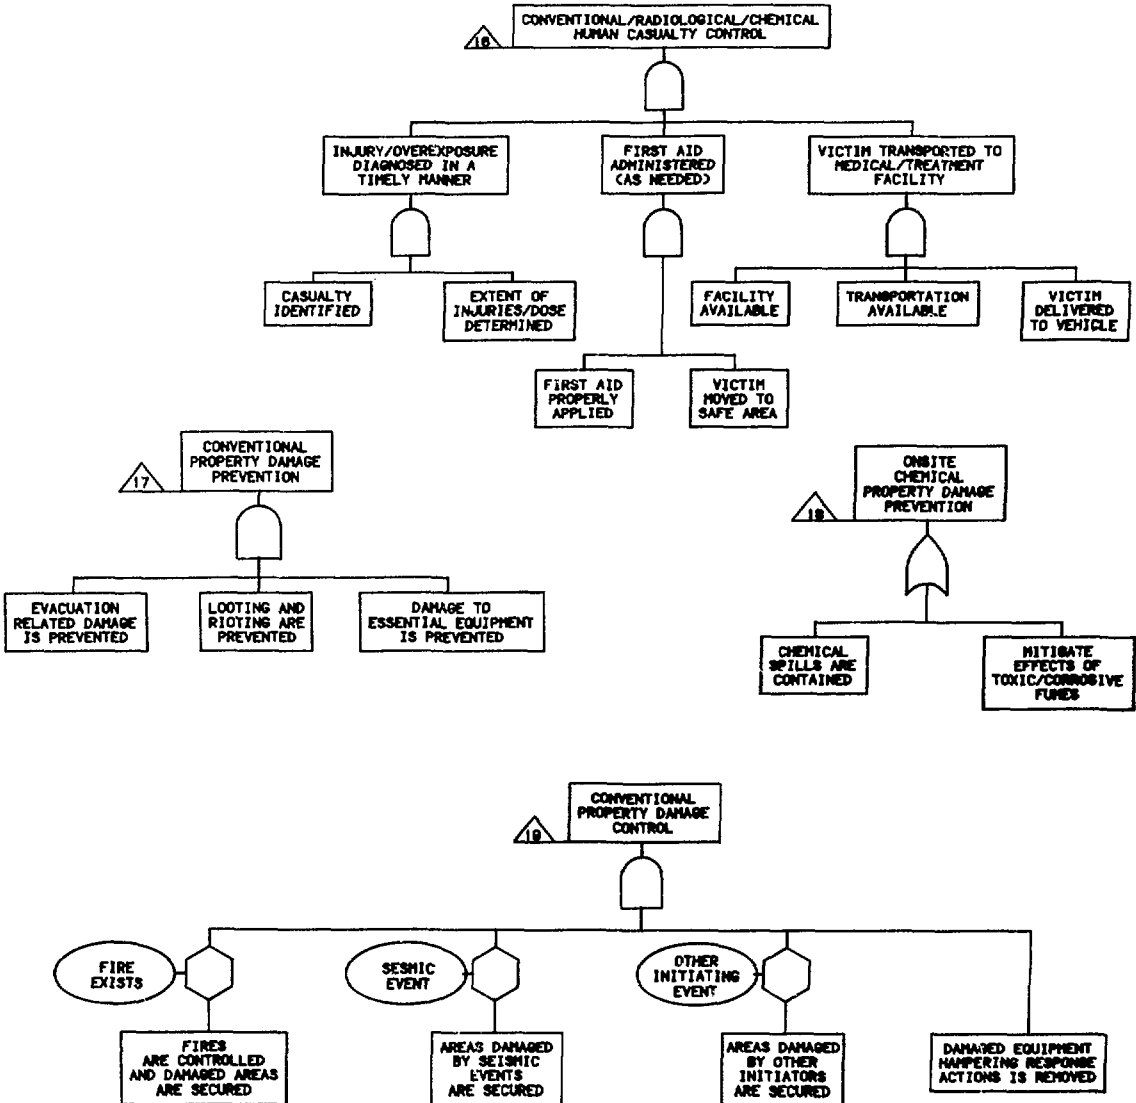 CONVENTIONAL/RADIOLOGICAL/CHEMICAL
HUMAN CASUALTY CONTROL
16
INJURY/OVEREXPOSURE
DIAGNOSED IN A
TIMELY MANNER
FIRST AID
ADMINISTERED
(AS NEEDED)
VICTIM TRANSPORTED TO
MEDICAL/TREATMENT
FACILITY
CASUALTY
IDENTIFIED
EXTENT OF
INJURIES/DOSE
DETERMINED
FACILITY
AVAILABLE
TRANSPORTATION
AVAILABLE
VICTIM
DELIVERED
TO VEHICLE
FIRST AID
PROPERLY
APPLIED
VICTIM
MOVED TO
SAFE AREA
CONVENTIONAL
PROPERTY DAMAGE
PREVENTION
17
ONSITE
CHEMICAL
PROPERTY DAMAGE
PREVENTION
18
EVACUATION
RELATED DAMAGE
IS PREVENTED
LOOTING AND
RIOTING ARE
PREVENTED
DAMAGE TO
ESSENTIAL EQUIPMENT
IS PREVENTED
CHEMICAL
SPILLS ARE
CONTAINED
MITIGATE
EFFECTS OF
TOXIC/CORROSIVE
FUMES
CONVENTIONAL
PROPERTY DAMAGE
CONTROL
19
FIRE
EXISTS
SESMIC
EVENT
OTHER
INITIATING
EVENT
FIRES
ARE CONTROLLED
AND DAMAGED AREAS
ARE SECURED
AREAS DAMAGED
BY SEISMIC
EVENTS
ARE SECURED
AREAS DAMAGED
BY OTHER
INITIATORS
ARE SECURED
DAMAGED EQUIPMENT
HAMPERING RESPONSE
ACTIONS IS REMOVED